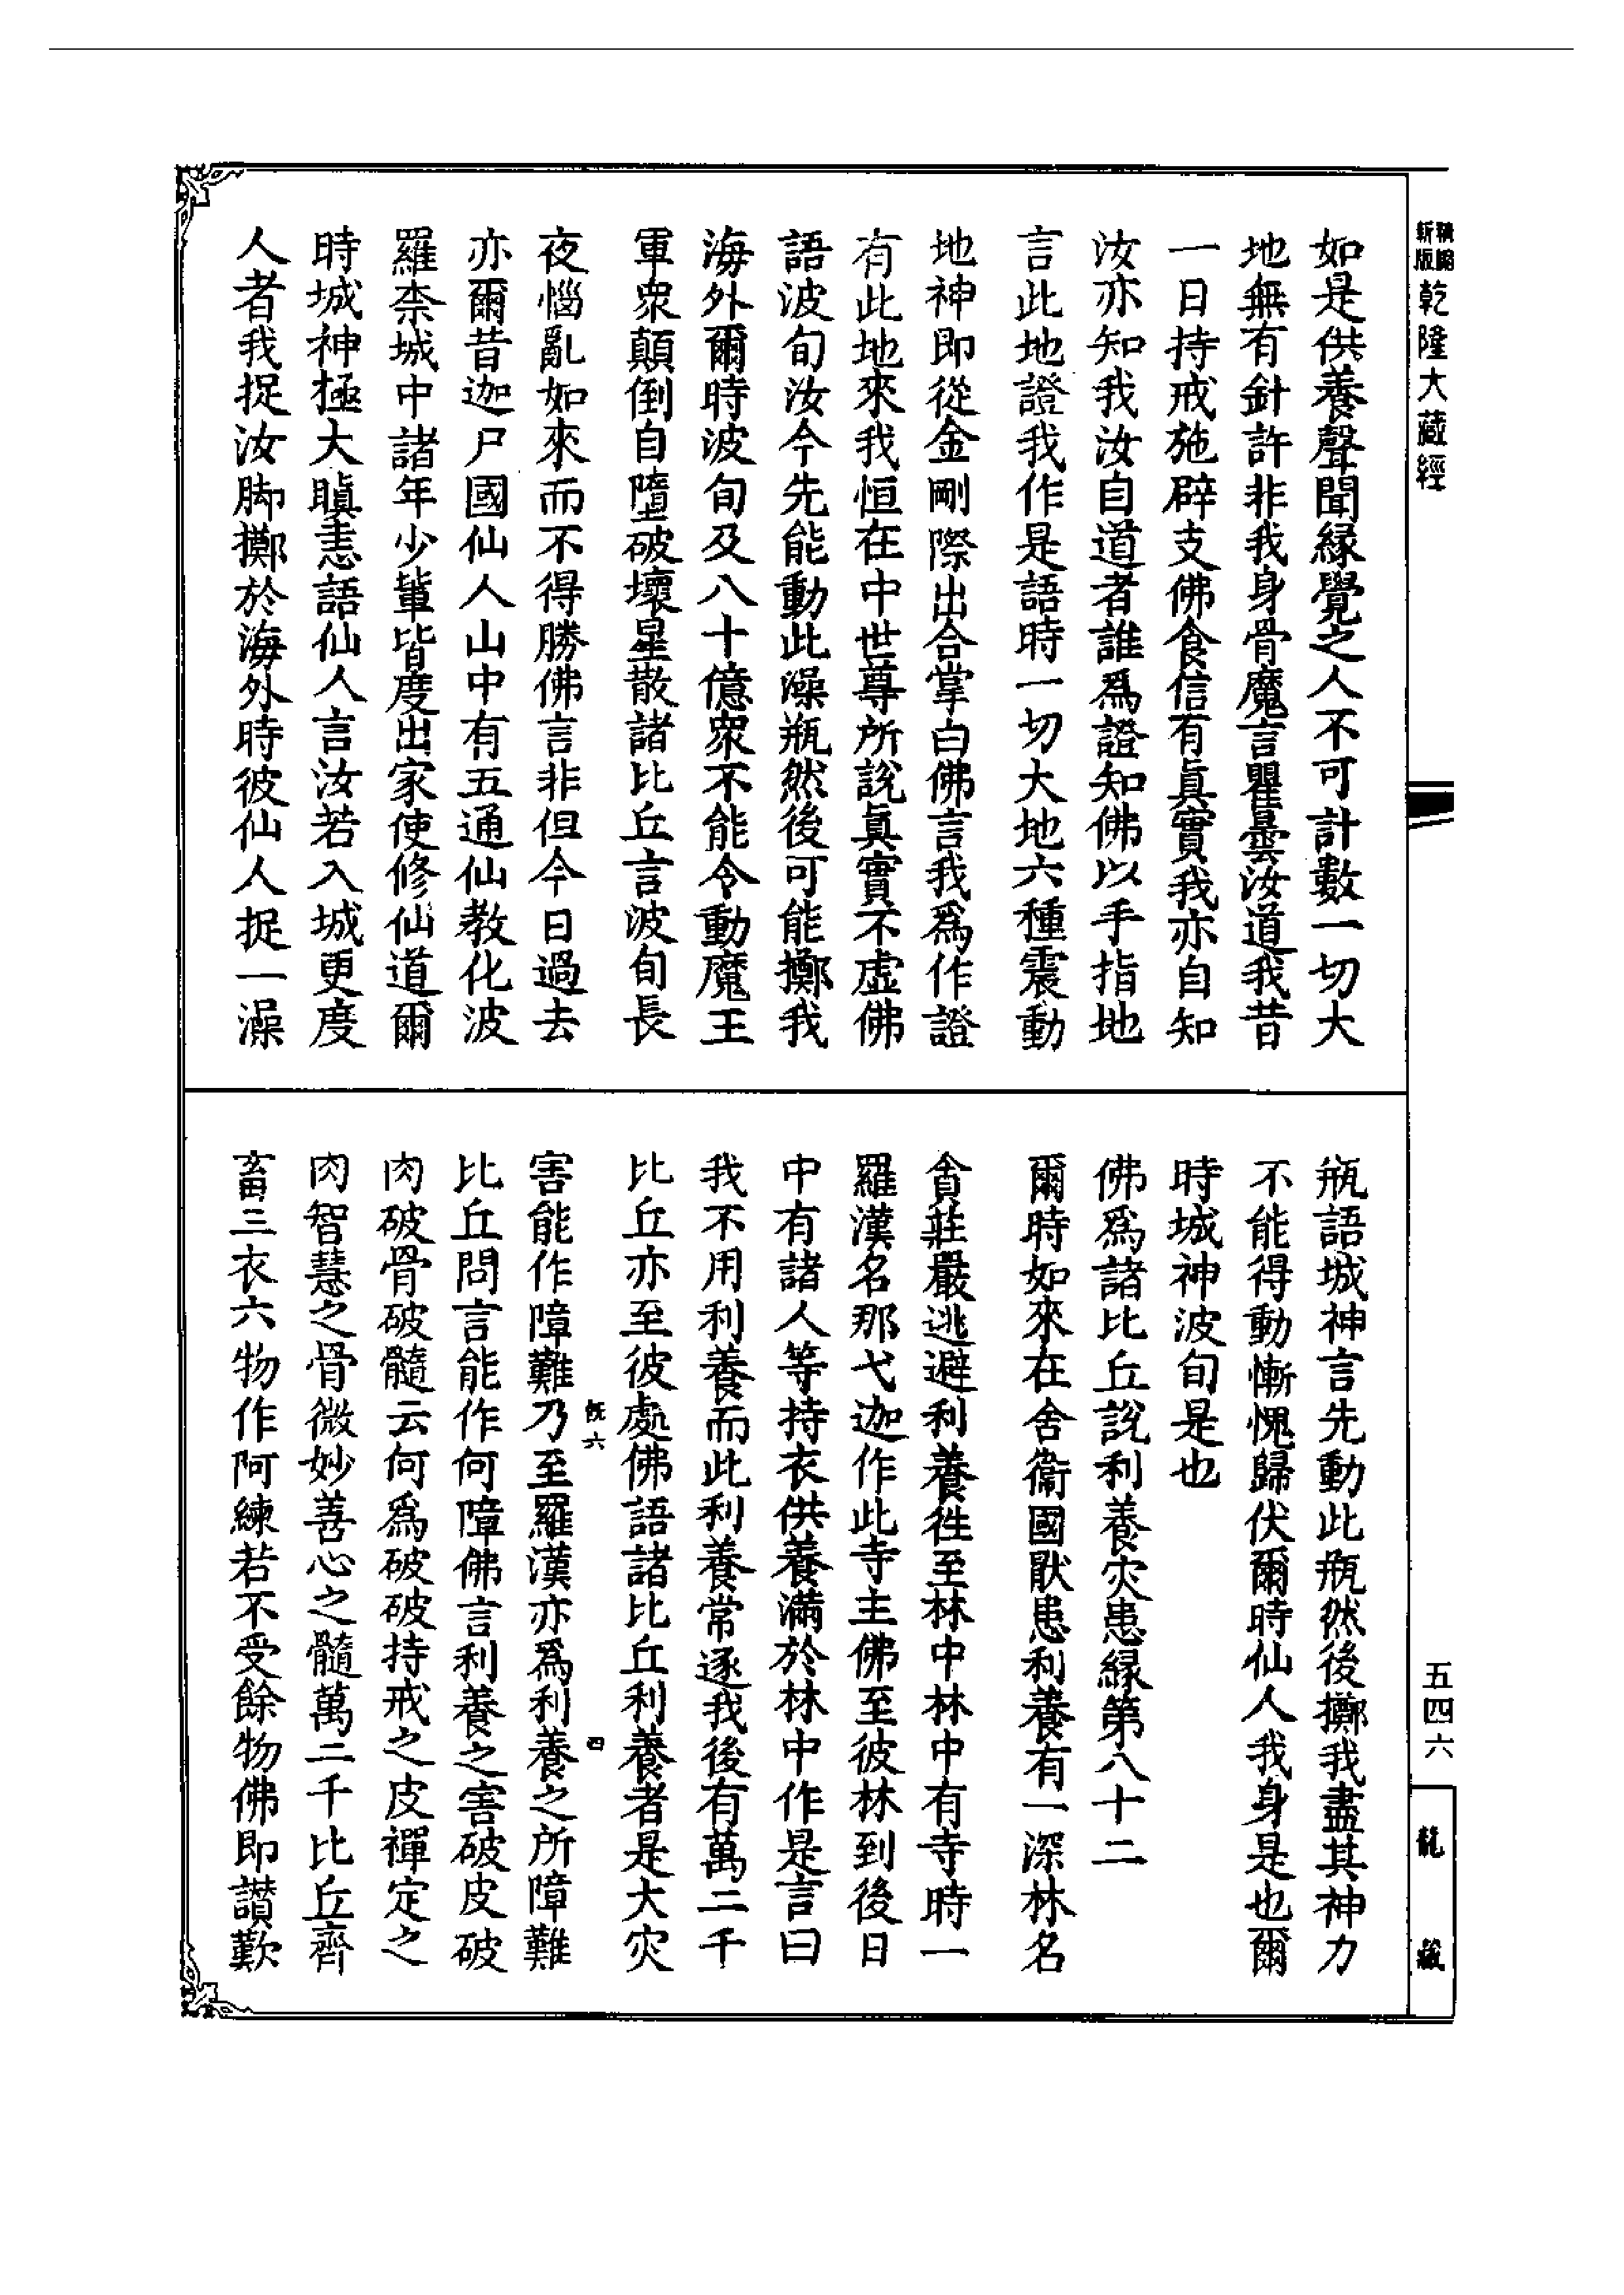 新版
乾隆大藏經
如是供養聲聞緣覺之人不可計數一切大
地無有針許非我身骨魔言瞿曇汝道我昔
一日持戒施辟支佛食信有真實我亦自知
汝亦知我汝自道者誰爲證知佛以手指地
言此地證我作是語時一切大地六種震動
地神即從金剛際出合掌白佛言我爲作證
有此地來我恒在中世尊所說真實不虛佛
語波旬汝今先能動此澡瓶然後可能擲我
海外爾時波旬及八十億衆不能令動魔王
軍衆顛倒自墮破壞星散諸比丘言波旬長
夜惱亂如來而不得勝佛言非但今日過去
亦爾昔迦尸國仙人山中有五通仙教化波
羅柰城中諸年少輩皆度出家使修仙道爾
時城神極大瞋恚語仙人言汝若入城更度
人者我捉汝脚擲於海外時彼仙人捉一澡
瓶語城神言先動此瓶然後擲我盡其神力
不能得動慚愧歸伏爾時仙人我身是也爾
時城神波旬是也
佛爲諸比丘說利養灾患緣第八十二
爾時如來在舍衞國厭患利養有一深林名
貪莊嚴逃避利養往至林中林中有寺時一
羅漢名那弋迦作此寺主佛至彼林到後日
中有諸人等持衣供養滿於林中作是言曰
我不用利養而此利養常逐我後有萬二千
比丘亦至彼處佛語諸比丘利養者是大灾
害能作障難乃至羅漢亦爲利養之所障難
比丘問言能作何障佛言利養之害破皮破
肉破骨破髓云何爲破破持戒之皮禪定之
肉智慧之骨微妙善心之髓萬二千比丘齊
畜三衣六物作阿練若不受餘物佛即讃歎
六 四
五四六
龍藏